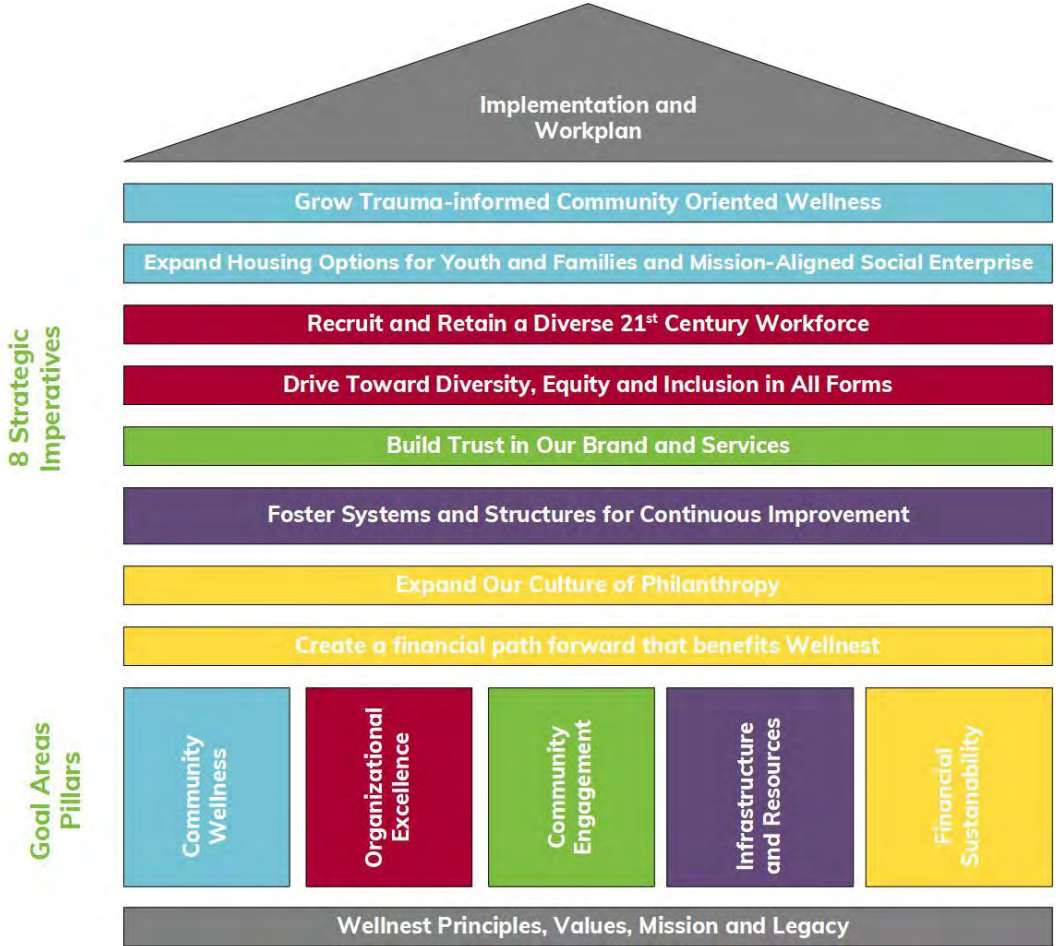 Implementation and
Workplan
Grow Trauma-informed Community Oriented Wellness
Expand Housing Options for Youth and Families and Mission-Aligned Social Enterprise
Recruit and Retain a Diverse 21st Century Workforce
Drive Toward Diversity, Equity and Inclusion in All Forms
Build Trust in Our Brand and Services
Foster Systems and Structures for Continuous Improvement
Expand Our Culture of Philanthropy
Create a financial path forward that benefits Wellnest
8 Strategic
Imperatives
Goal Areas
Pillars
Community
Wellness
Organizational
Excellence
Community
Engagement
Infrastructure
and Resources
Financial
Sustanability
Wellnest Principles, Values, Mission and Legacy